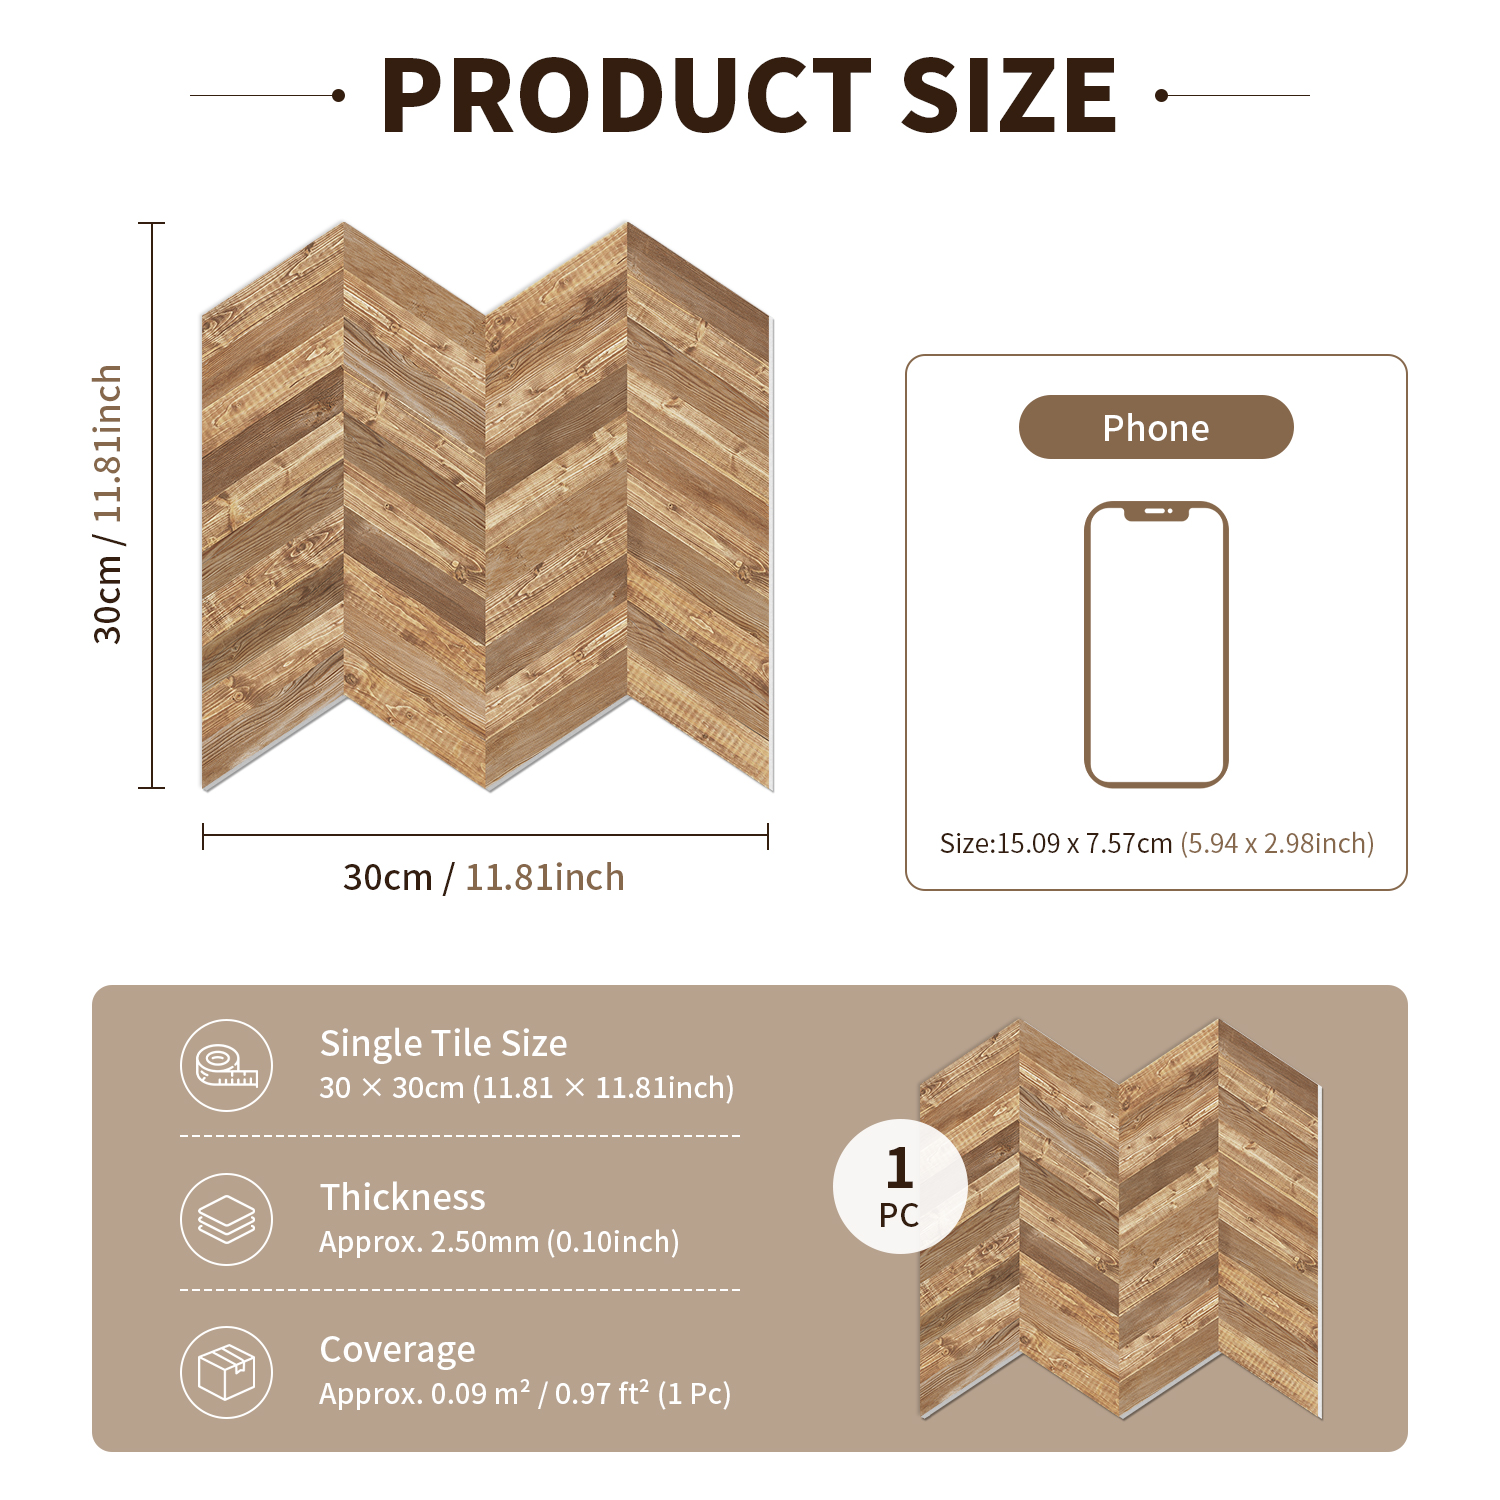 PRODUCT SIZE
30cm / 11.81inch
30cm / 11.81inch
Phone
Size:15.09 x 7.57cm (5.94 x 2.98inch)
Single Tile Size
30 × 30cm (11.81 × 11.81inch)
Thickness
Approx. 2.50mm (0.10inch)
Coverage
Approx. 0.09 m² / 0.97 ft² (1 Pc)
1
PC